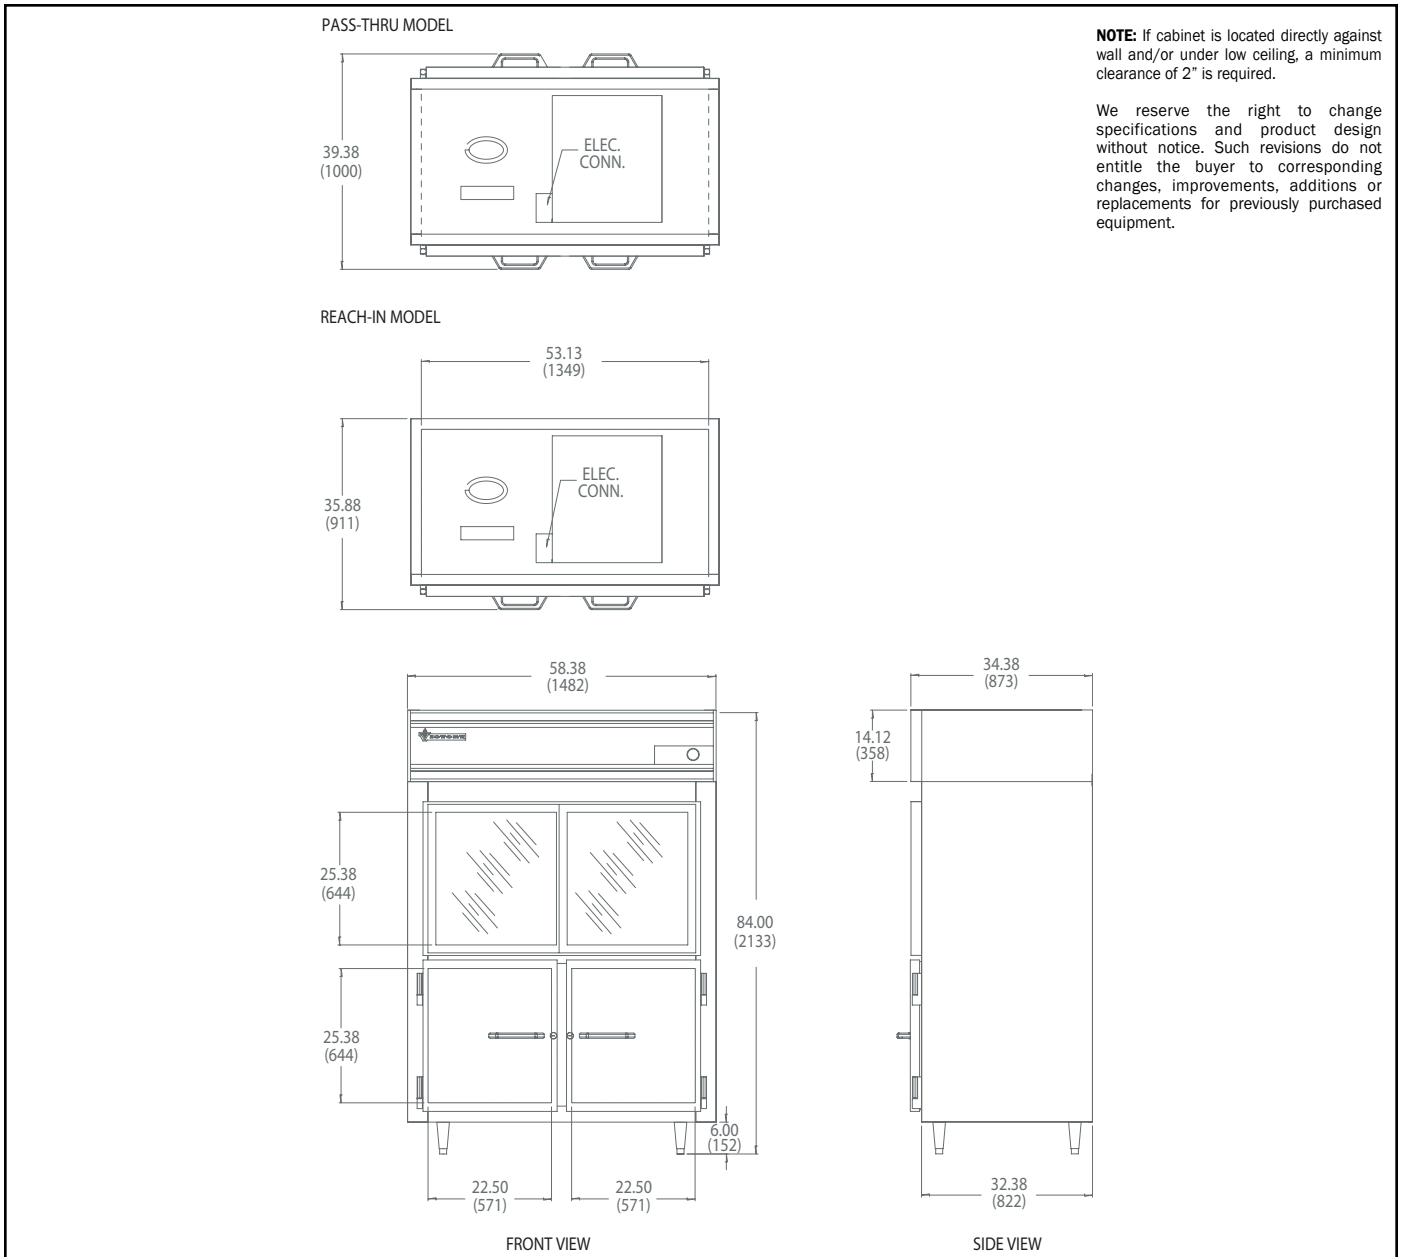 PASS-THRU MODEL
NOTE: If cabinet is located directly against
wall and/or under low ceiling, a minimum
clearance of 2” is required.
We reserve the right to change
specifications and product design
without notice. Such revisions do not
entitle the buyer to corresponding
changes, improvements, additions or
replacements for previously purchased
equipment.
39.38
(1000)
ELEC.
CONN.
REACH-IN MODEL
53.13
(1349)
35.88
(911)
ELEC.
CONN.
58.38
(1482)
34.38
(873)
14.12
(358)
25.38
(644)
84.00
(2133)
25.38
(644)
6.00
(152)
22.50
(571)
22.50
(571)
32.38
(822)
FRONT VIEW
SIDE VIEW